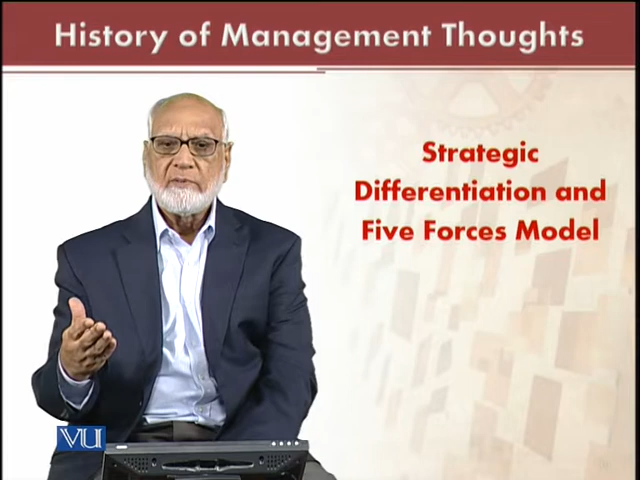 History of Management Thoughts
Strategic
Differentiation and
Five Forces Model
VU